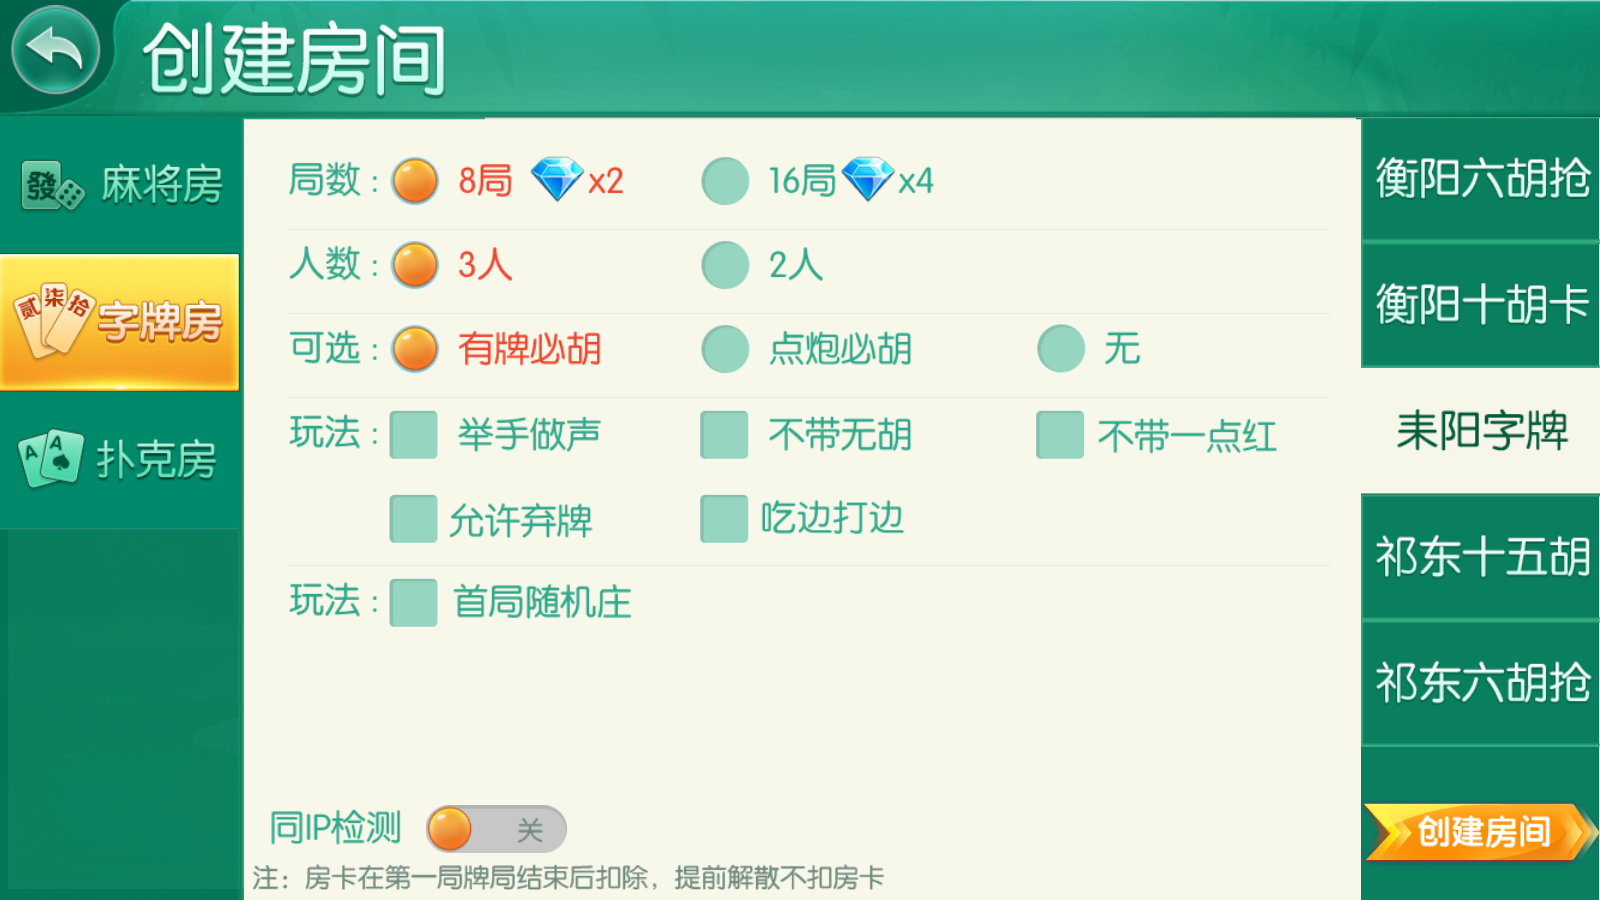 创建房间
發 麻将房
贰 柒 拾 字牌房
A A 扑克房
局数: 8局 x2 16局 x4
人数: 3人 2人
可选: 有牌必胡 点炮必胡 无
玩法: 举手做声 不带无胡 不带一点红
允许弃牌 吃边打边
玩法: 首局随机庄
同IP检测 关
注：房卡在第一局牌局结束后扣除，提前解散不扣房卡
衡阳六胡抢
衡阳十胡卡
耒阳字牌
祁东十五胡
祁东六胡抢
创建房间